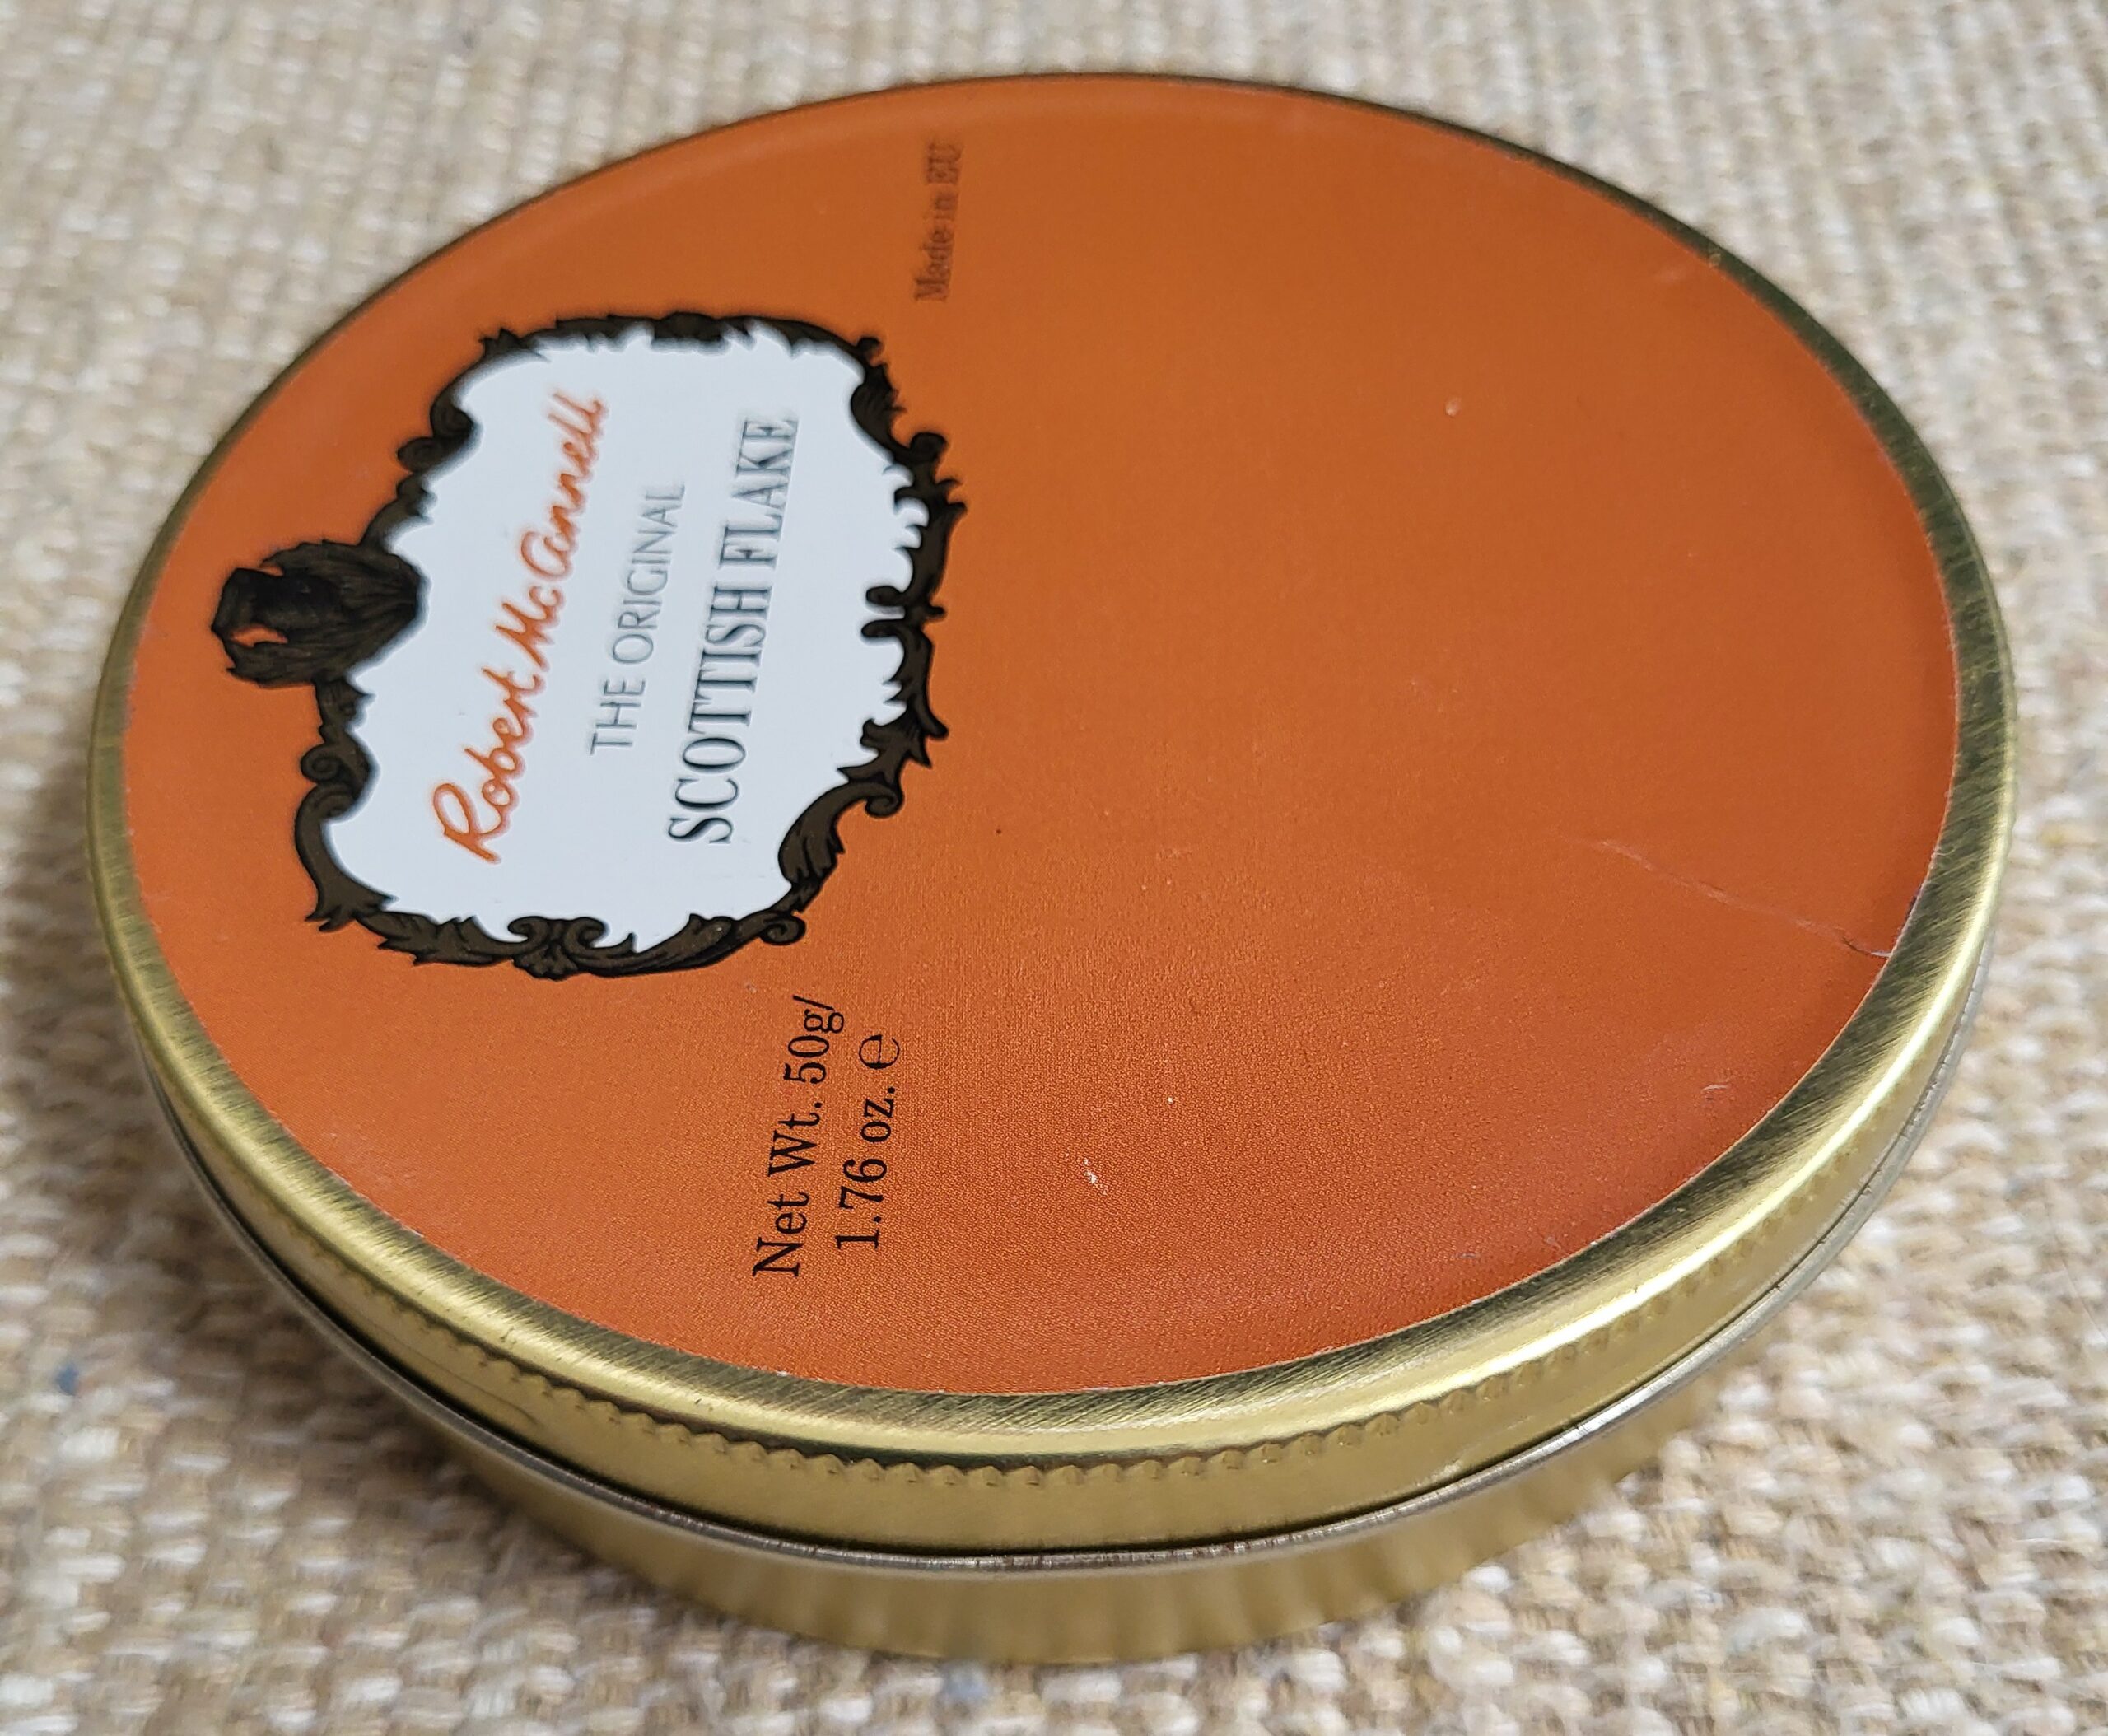 Robert McConnell
THE ORIGINAL
SCOTTISH FLAKE
Net Wt. 50g/
1.76 oz. ℮
Made in EU